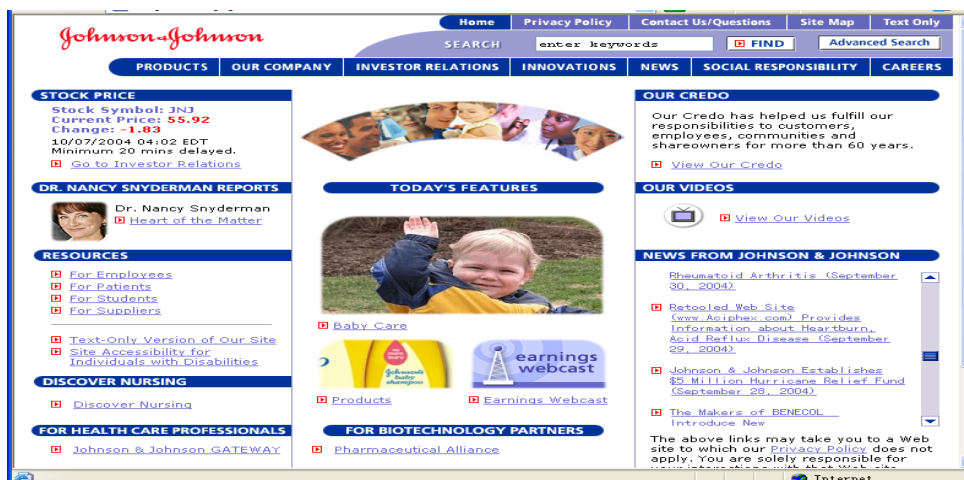 Johnson & Johnson
Home
Privacy Policy
Contact Us/Questions
Site Map
Text Only
SEARCH
enter keywords
FIND
Advanced Search
PRODUCTS
OUR COMPANY
INVESTOR RELATIONS
INNOVATIONS
NEWS
SOCIAL RESPONSIBILITY
CAREERS
STOCK PRICE
Stock Symbol: JNJ
Current Price: 55.92
Change: -1.83
10/07/2004 04:02 EDT
Minimum 20 mins delayed.
Go to Investor Relations
DR. NANCY SNYDERMAN REPORTS
Dr. Nancy Snyderman
Heart of the Matter
RESOURCES
For Employees
For Patients
For Students
For Suppliers
Text-Only Version of Our Site
Site Accessibility for
Individuals with Disabilities
DISCOVER NURSING
Discover Nursing
FOR HEALTH CARE PROFESSIONALS
Johnson & Johnson GATEWAY
TODAY'S FEATURES
Baby Care
Johnson's
baby
shampoo
earnings
webcast
Products
Earnings Webcast
FOR BIOTECHNOLOGY PARTNERS
Pharmaceutical Alliance
OUR CREDO
Our Credo has helped us fulfill our
responsibilities to customers,
employees, communities and
shareowners for more than 60 years.
View Our Credo
OUR VIDEOS
View Our Videos
NEWS FROM JOHNSON & JOHNSON
Rheumatoid Arthritis (September
30, 2004)
Retooled Web Site
(www.Aciphex.com) Provides
Information about Heartburn,
Acid Reflux Disease (September
29, 2004)
Johnson & Johnson Establishes
$5 Million Hurricane Relief Fund
(September 28, 2004)
The Makers of BENECOL
Introduce New
The above links may take you to a Web
site to which our Privacy Policy does not
apply. You are solely responsible for
your interactions with that Web site.
Internet